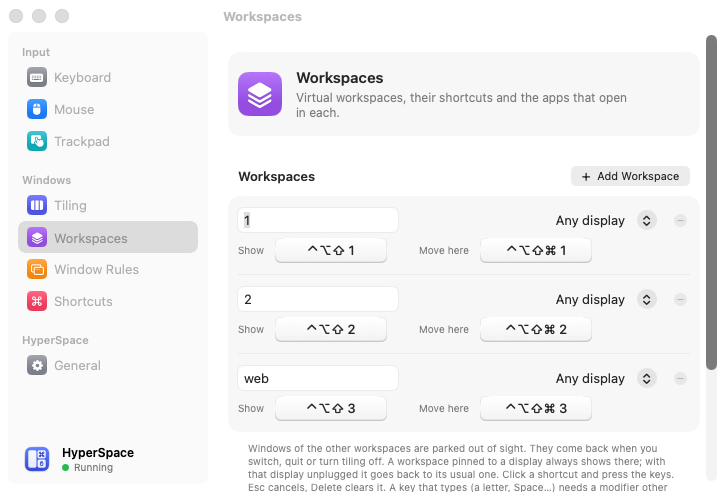 Workspaces
Input
Keyboard
Mouse
Trackpad
Windows
Tiling
Workspaces
Window Rules
Shortcuts
HyperSpace
General
HyperSpace
Running
Workspaces
Virtual workspaces, their shortcuts and the apps that open
in each.
Workspaces
+ Add Workspace
1
Any display
Show
⌃⌥⇧ 1
Move here
⌃⌥⇧⌘ 1
2
Any display
Show
⌃⌥⇧ 2
Move here
⌃⌥⇧⌘ 2
web
Any display
Show
⌃⌥⇧ 3
Move here
⌃⌥⇧⌘ 3
Windows of the other workspaces are parked out of sight. They come back when you
switch, quit or turn tiling off. A workspace pinned to a display always shows there; with
that display unplugged it goes back to its usual one. Click a shortcut and press the keys.
Esc cancels, Delete clears it. A key that types (a letter, Space...) needs a modifier other